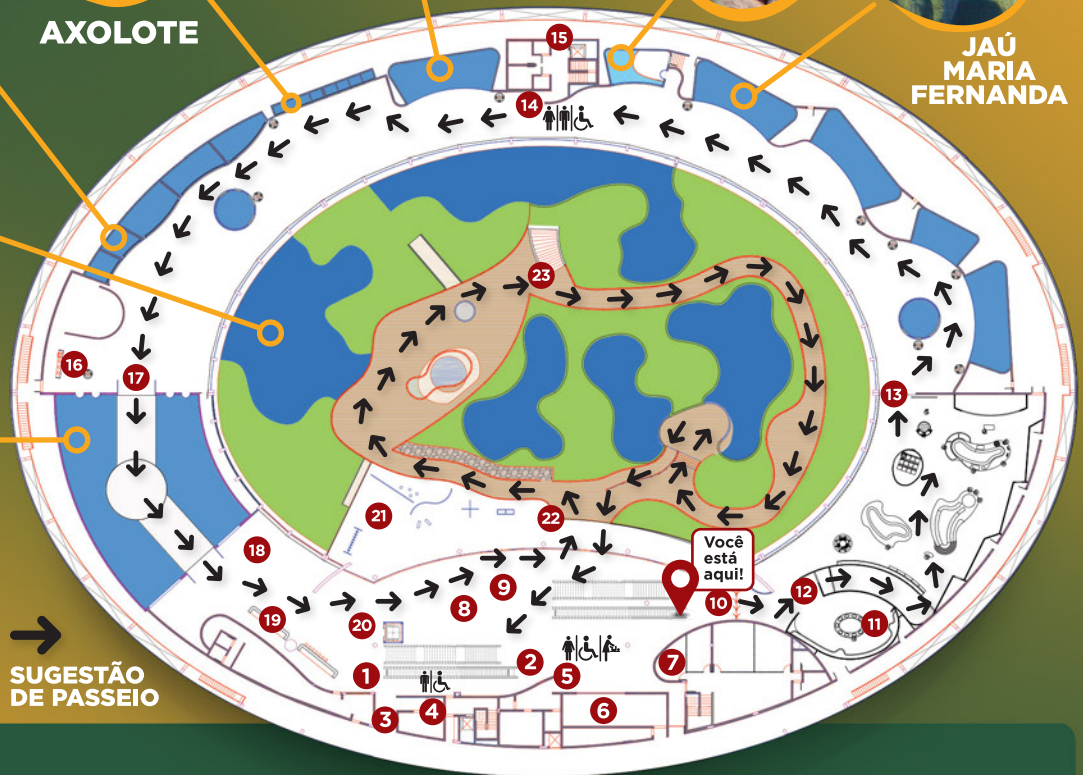 AXOLOTE
JAÚ
MARIA
FERNANDA
15
14
23
16
17
13
21
22
18
Você
está
aqui!
9
10
12
8
19
20
11
1
2
5
7
3
4
6
SUGESTÃO
DE PASSEIO